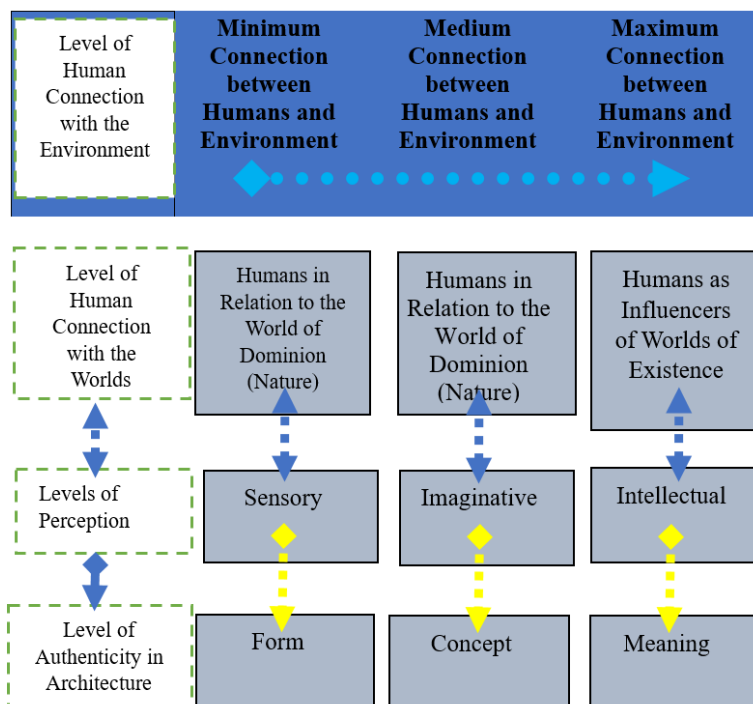 Level of
Human
Connection
with the
Environment
Minimum
Connection
between
Humans and
Environment
Medium
Connection
between
Humans and
Environment
Maximum
Connection
between
Humans and
Environment
Level of
Human
Connection
with the
Worlds
Humans in
Relation to the
World of
Dominion
(Nature)
Humans in
Relation to the
World of
Dominion
(Nature)
Humans as
Influencers
of Worlds of
Existence
Levels of
Perception
Sensory
Imaginative
Intellectual
Level of
Authenticity in
Architecture
Form
Concept
Meaning